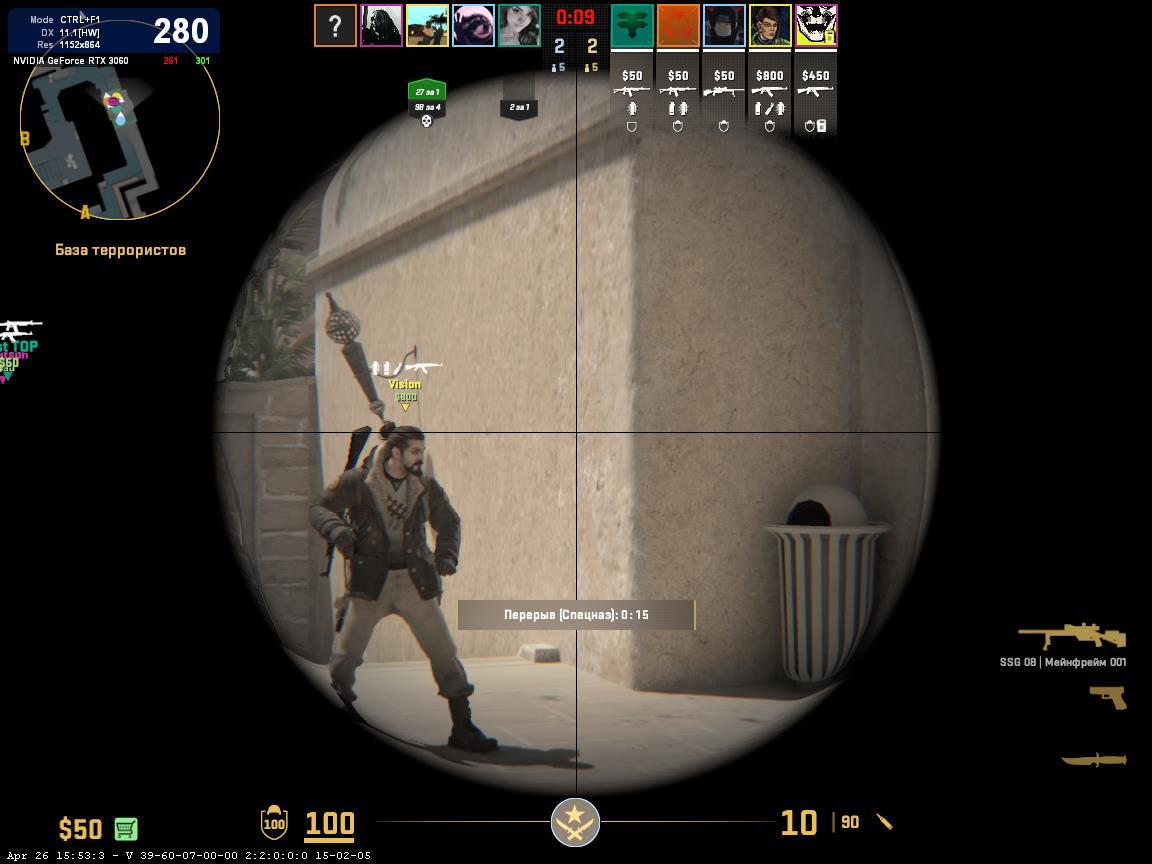 Mode CTRL+F1
DX 11.1[HW]
Res 1152x864
280
NVIDIA GeForce RTX 3060 261 301
?
0:09
2 2
5 5
$50 $50 $50 $800 $450
27 за 1
98 за 4
2 за 1
B
A
База террористов
st TOP
$50
Vision
$800
Перерыв (Спецназ): 0:15
SSG 08 | Мейнфрейм 001
$50
100
100
10 | 90
Apr 26 15:53:3 - V 39-60-07-00-00 2:2:0:0:0 15-02-05